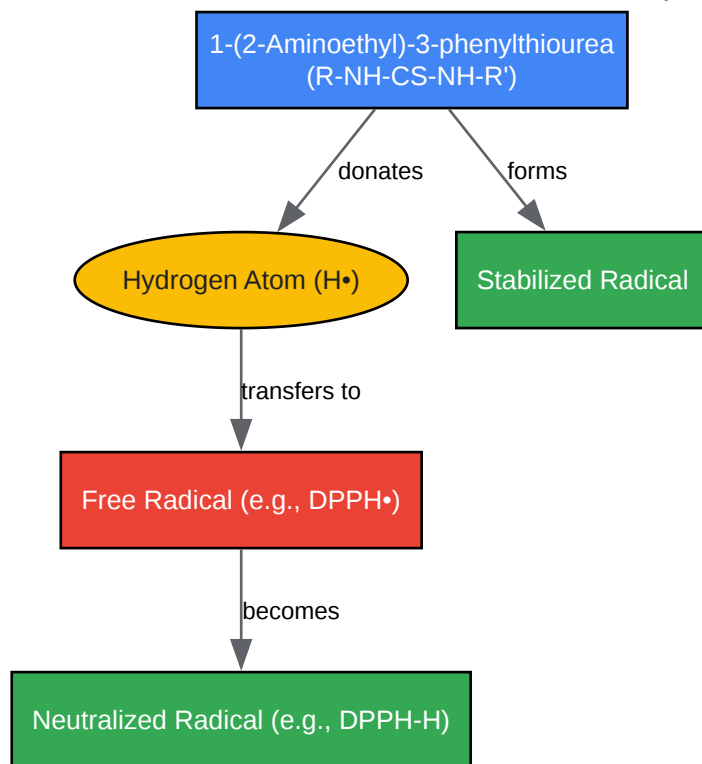 1-(2-Aminoethyl)-3-phenylthiourea
(R-NH-CS-NH-R')
donates
forms
Hydrogen Atom (H•)
Stabilized Radical
transfers to
Free Radical (e.g., DPPH•)
becomes
Neutralized Radical (e.g., DPPH-H)